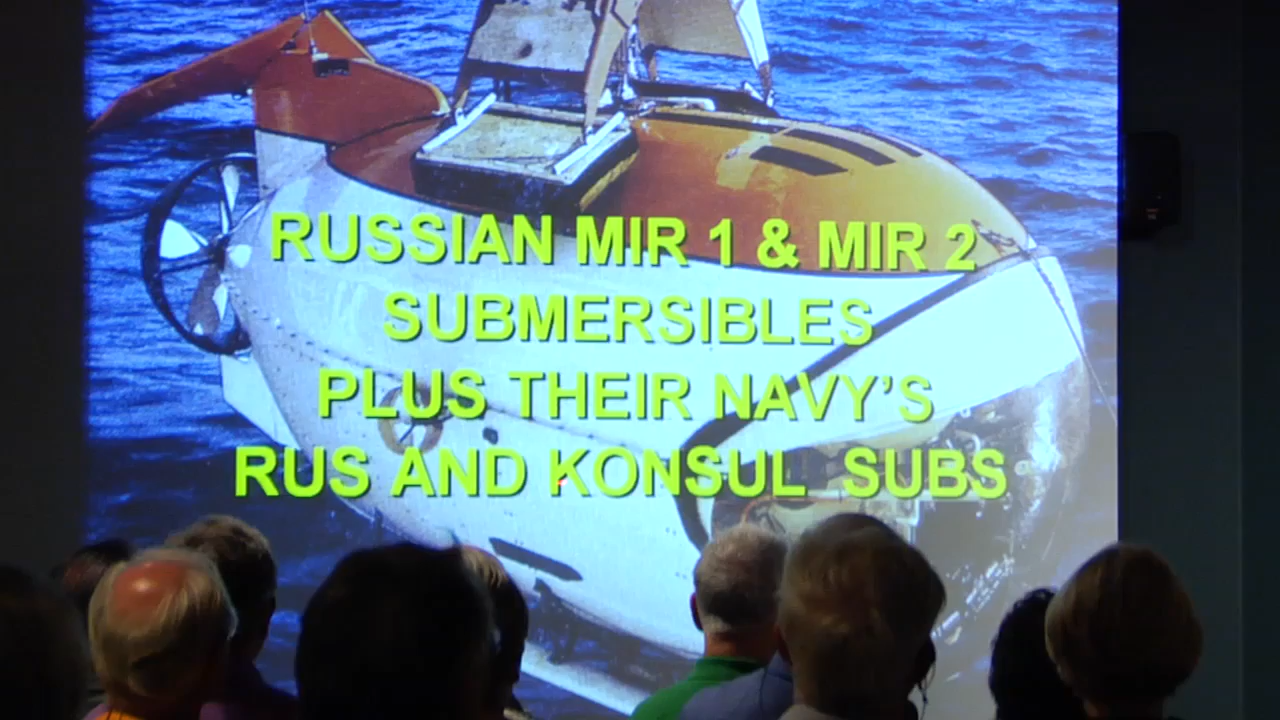 RUSSIAN MIR 1 & MIR 2
SUBMERSIBLES
PLUS THEIR NAVY'S
RUS AND KONSUL SUBS